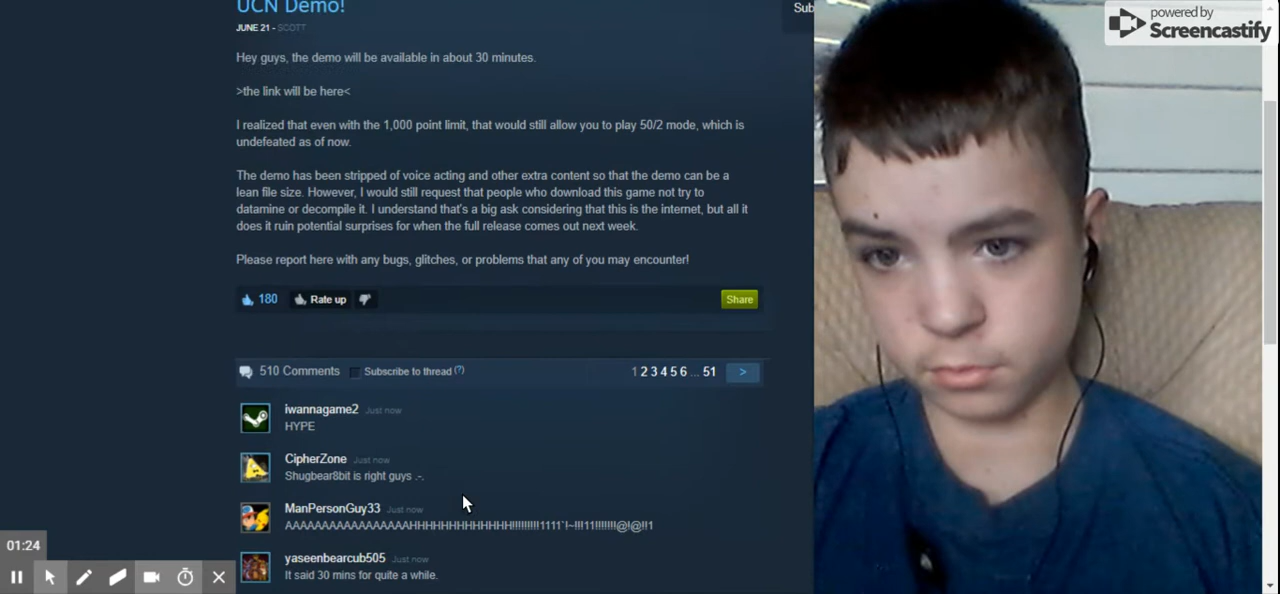 UCN Demo!
Sub
powered by
Screencastify
JUNE 21 - SCOTT
Hey guys, the demo will be available in about 30 minutes.
>the link will be here<
I realized that even with the 1,000 point limit, that would still allow you to play 50/2 mode, which is
undefeated as of now.
The demo has been stripped of voice acting and other extra content so that the demo can be a
lean file size. However, I would still request that people who download this game not try to
datamine or decompile it. I understand that's a big ask considering that this is the internet, but all it
does it ruin potential surprises for when the full release comes out next week.
Please report here with any bugs, glitches, or problems that any of you may encounter!
180 Rate up Share
510 Comments Subscribe to thread (?) 1 2 3 4 5 6 ... 51 >
iwannagame2 Just now
HYPE
CipherZone Just now
Shugbear8bit is right guys .-.
ManPersonGuy33 Just now
AAAAAAAAAAAAAAAAAHHHHHHHHHHHHHH!!!!!!!!!1111`!~!!!11!!!!!!!@!@!!1
yaseenbearcub505 Just now
It said 30 mins for quite a while.
01:24